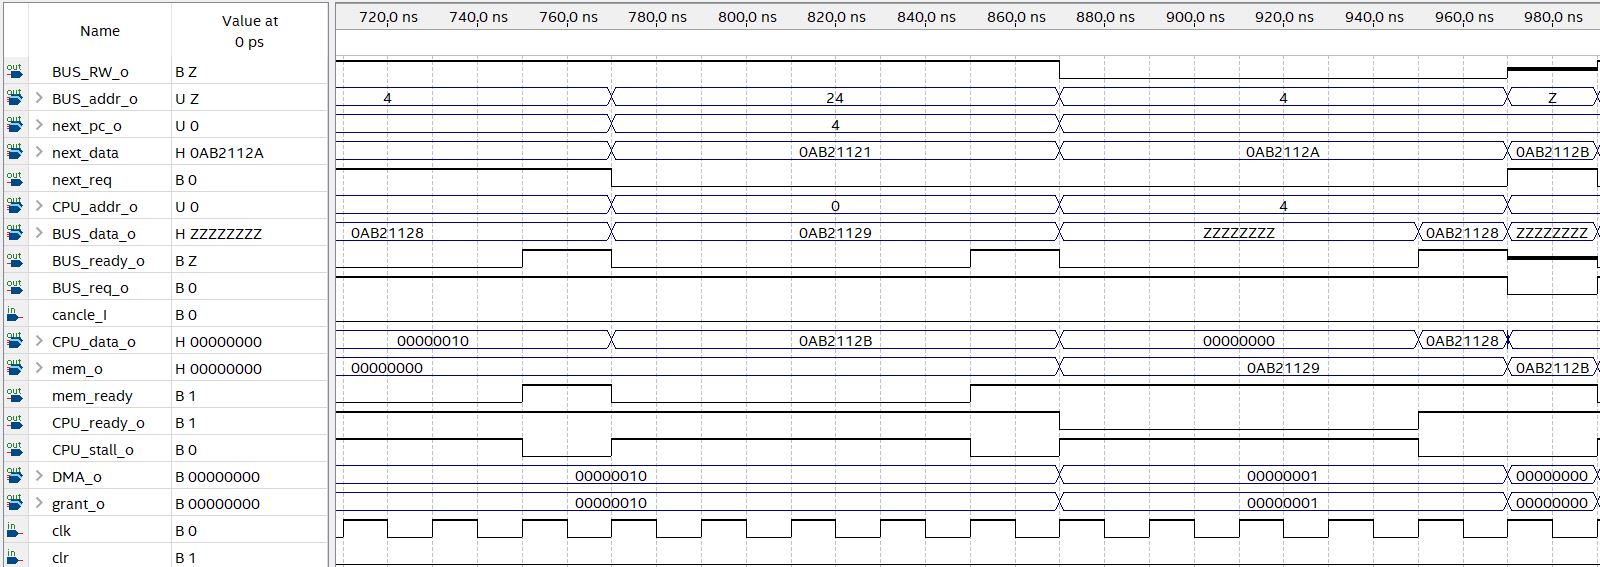 Name Value at 0 ps 720.0 ns 740.0 ns 760.0 ns 780.0 ns 800.0 ns 820.0 ns 840.0 ns 860.0 ns 880.0 ns 900.0 ns 920.0 ns 940.0 ns 960.0 ns 980.0 ns
out BUS_RW_o B Z
out BUS_addr_o U Z 4 24 4 Z
out next_pc_o U 0 4
out next_data H 0AB2112A 0AB21121 0AB2112A 0AB2112B
out next_req B 0
out CPU_addr_o U 0 0 4
out BUS_data_o H ZZZZZZZZ 0AB21128 0AB21129 ZZZZZZZZ 0AB21128 ZZZZZZZZ
out BUS_ready_o B Z
out BUS_req_o B 0
in cancle_I B 0
out CPU_data_o H 00000000 00000010 0AB2112B 00000000 0AB21128
out mem_o H 00000000 00000000 0AB21129 0AB2112B
out mem_ready B 1
out CPU_ready_o B 1
out CPU_stall_o B 0
out DMA_o B 00000000 00000010 00000001 00000000
out grant_o B 00000000 00000010 00000001 00000000
in clk B 0
in clr B 1